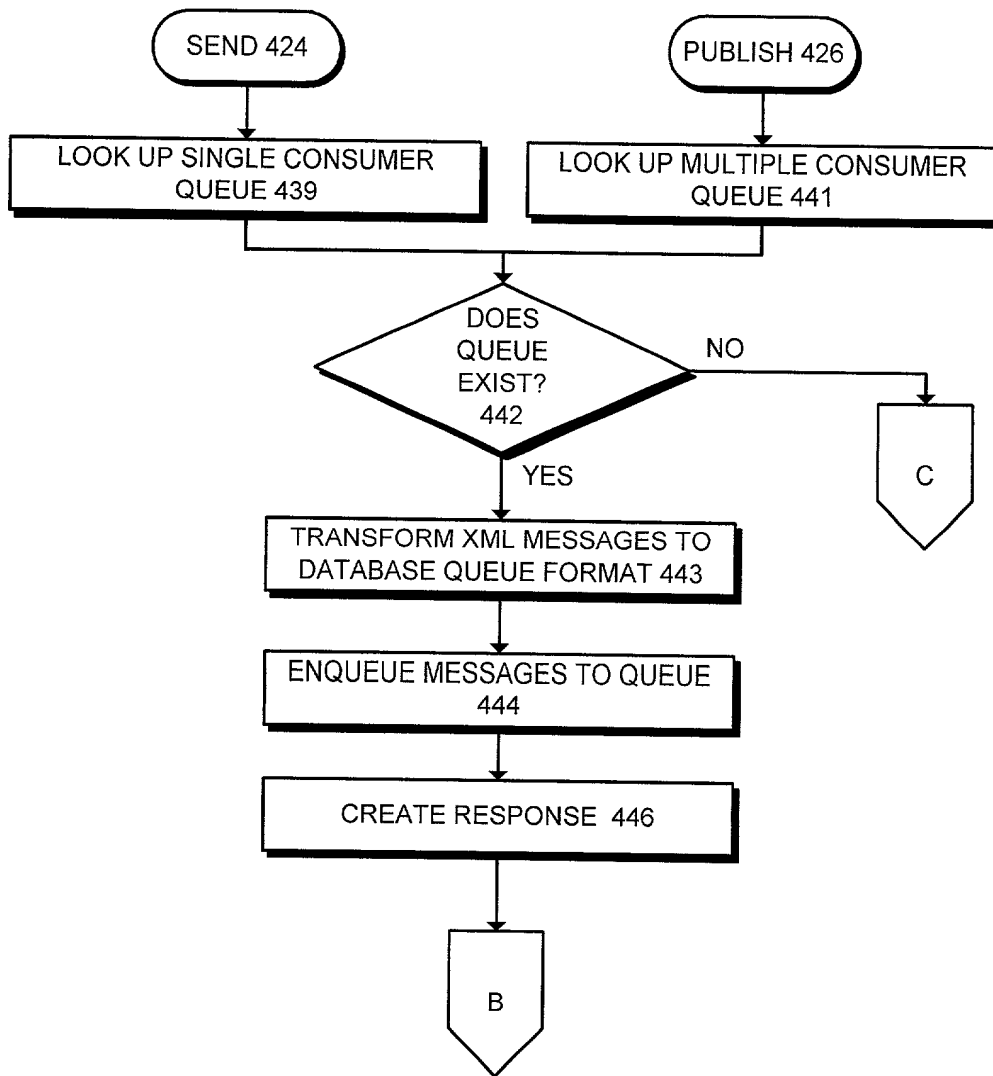 SEND 424
PUBLISH 426
LOOK UP SINGLE CONSUMER
QUEUE 439
LOOK UP MULTIPLE CONSUMER
QUEUE 441
DOES
QUEUE
EXIST?
442
NO
C
YES
TRANSFORM XML MESSAGES TO
DATABASE QUEUE FORMAT 443
ENQUEUE MESSAGES TO QUEUE
444
CREATE RESPONSE 446
B